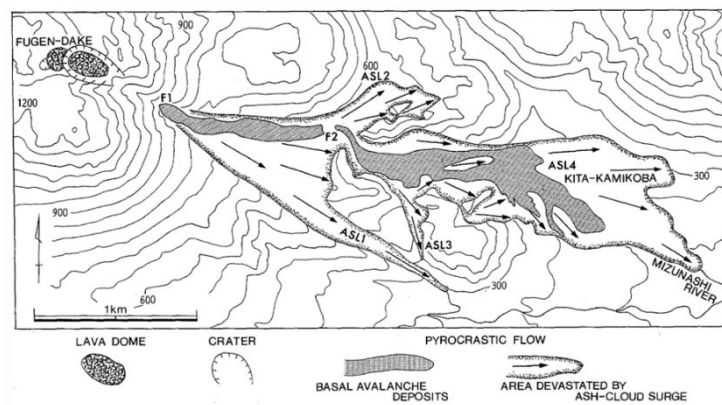 900
FUGEN-DAKE
600
ASL2
1200
F1
F2
ASL4
KITA-KAMIKOBA
300
900
ASL1
ASL3
MIZUNASHI
RIVER
300
1km
600
LAVA DOME
CRATER
PYROCRASTIC FLOW
BASAL AVALANCHE
DEPOSITS
AREA DEVASTATED BY
ASH-CLOUD SURGE